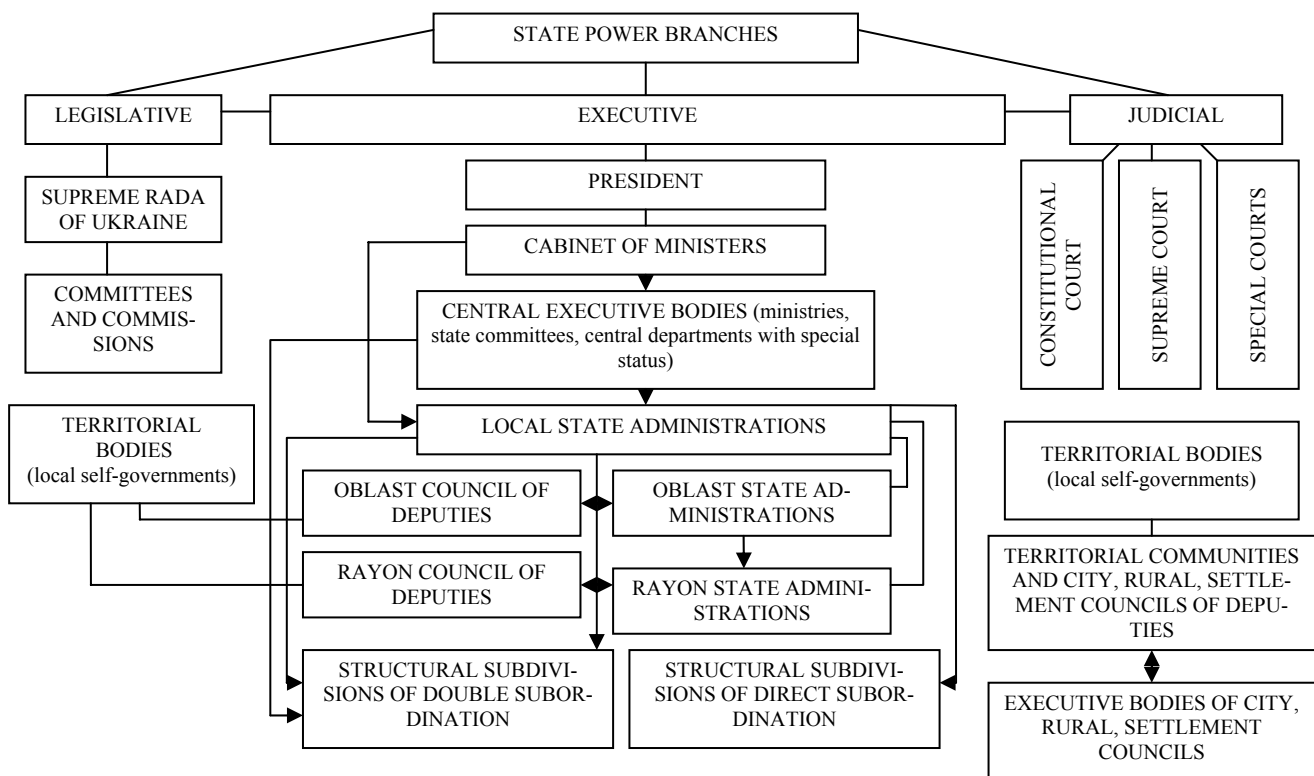 STATE POWER BRANCHES
LEGISLATIVE
EXECUTIVE
JUDICIAL
SUPREME RADA
OF UKRAINE
COMMITTEES
AND COMMIS-
SIONS
PRESIDENT
CABINET OF MINISTERS
CENTRAL EXECUTIVE BODIES (ministries,
state committees, central departments with special
status)
CONSTITUTIONAL
COURT
SUPREME COURT
SPECIAL COURTS
TERRITORIAL
BODIES
(local self-governments)
LOCAL STATE ADMINISTRATIONS
OBLAST COUNCIL OF
DEPUTIES
OBLAST STATE AD-
MINISTRATIONS
RAYON COUNCIL OF
DEPUTIES
RAYON STATE ADMINI-
STRATIONS
STRUCTURAL SUBDIVI-
SIONS OF DOUBLE SUBOR-
DINATION
STRUCTURAL SUBDIVI-
SIONS OF DIRECT SUBOR-
DINATION
TERRITORIAL BODIES
(local self-governments)
TERRITORIAL COMMUNITIES
AND CITY, RURAL, SETTLE-
MENT COUNCILS OF DEPU-
TIES
EXECUTIVE BODIES OF CITY,
RURAL, SETTLEMENT
COUNCILS